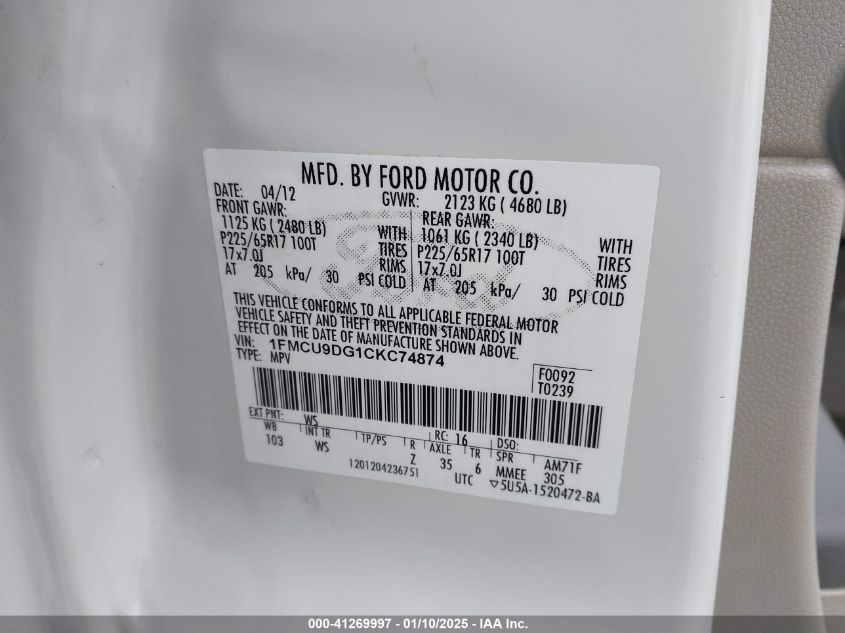 MFD. BY FORD MOTOR CO.
DATE: 04/12 GVWR: 2123 KG ( 4680 LB)
FRONT GAWR: REAR GAWR:
1125 KG ( 2480 LB) WITH 1061 KG ( 2340 LB) WITH
P225/65R17 100T TIRES P225/65R17 100T TIRES
17x7.0J RIMS 17x7.0J RIMS
AT 205 kPa/ 30 PSI COLD AT 205 kPa/ 30 PSI COLD
THIS VEHICLE CONFORMS TO ALL APPLICABLE FEDERAL MOTOR
VEHICLE SAFETY AND THEFT PREVENTION STANDARDS IN
EFFECT ON THE DATE OF MANUFACTURE SHOWN ABOVE.
VIN: 1FMCU9DG1CKC74874
TYPE: MPV
F0092
T0239
EXT PNT: WS RC: 16 DSO:
WB INT TR TP/PS R AXLE TR SPR AM71F
103 WS Z 35 6 MMEE 305
1201204236751 UTC ▽5U5A-1520472-BA
000-41269997 - 01/10/2025 - IAA Inc.